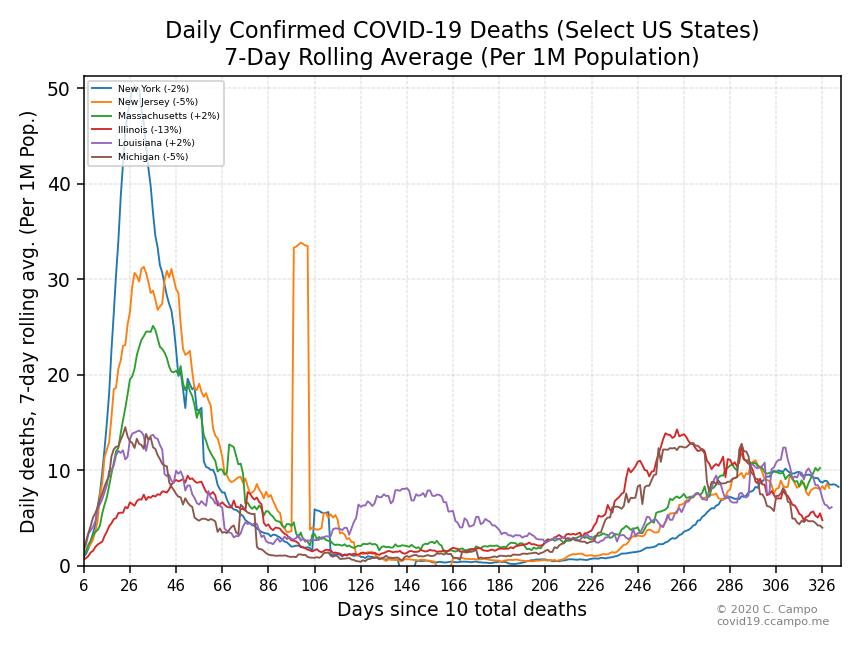 Daily Confirmed COVID-19 Deaths (Select US States)
7-Day Rolling Average (Per 1M Population)
Daily deaths, 7-day rolling avg. (Per 1M Pop.)
50
40
30
20
10
0
New York (-2%)
New Jersey (-5%)
Massachusetts (+2%)
Illinois (-13%)
Louisiana (+2%)
Michigan (-5%)
6 26 46 66 86 106 126 146 166 186 206 226 246 266 286 306 326
Days since 10 total deaths
© 2020 C. Campo
covid19.ccampo.me